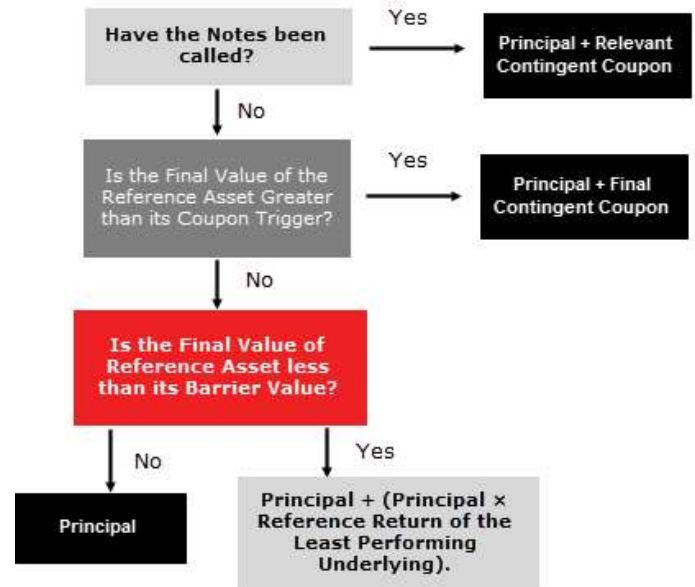 Have the Notes been
called?
Yes
Principal + Relevant
Contingent Coupon
No
Is the Final Value of the
Reference Asset Greater
than its Coupon Trigger?
Yes
Principal + Final
Contingent Coupon
No
Is the Final Value of
Reference Asset less
than its Barrier Value?
No
Yes
Principal
Principal + (Principal ×
Reference Return of the
Least Performing
Underlying).